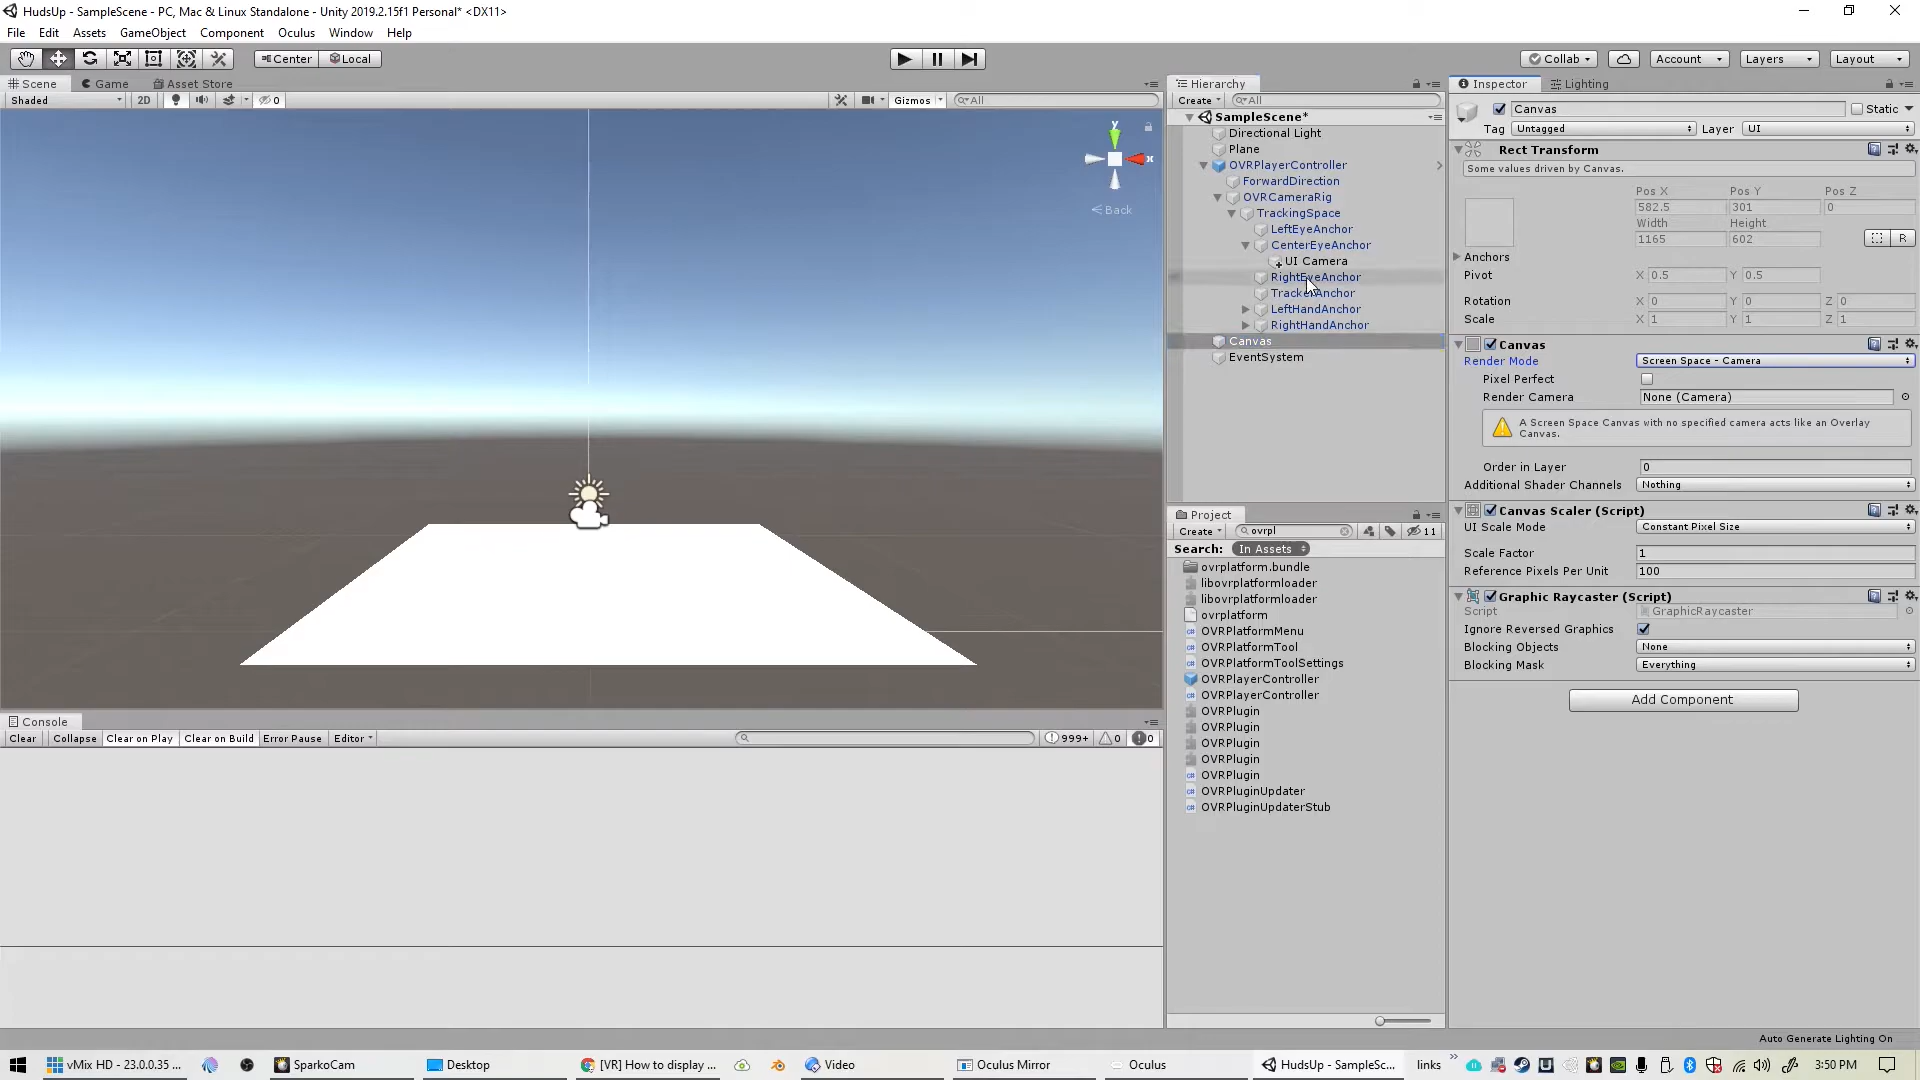 HudsUp - SampleScene - PC, Mac & Linux Standalone - Unity 2019.2.15f1 Personal* <DX11>
File Edit Assets GameObject Component Oculus Window Help
Center Local Collab Account Layers Layout
Scene Game Asset Store
Shaded 2D 0 Gizmos All
y
x
Back
Hierarchy
Create All
SampleScene*
Directional Light
Plane
OVRPlayerController
ForwardDirection
OVRCameraRig
TrackingSpace
LeftEyeAnchor
CenterEyeAnchor
UI Camera
RightEyeAnchor
TrackerAnchor
LeftHandAnchor
RightHandAnchor
Canvas
EventSystem
Project
Create ovrpl 11
Search: In Assets
ovrplatform.bundle
libovrplatformloader
libovrplatformloader
ovrplatform
OVRPlatformMenu
OVRPlatformTool
OVRPlatformToolSettings
OVRPlayerController
OVRPlayerController
OVRPlugin
OVRPlugin
OVRPlugin
OVRPlugin
OVRPlugin
OVRPluginUpdater
OVRPluginUpdaterStub
Inspector Lighting
Canvas Static
Tag Untagged Layer UI
Rect Transform
Some values driven by Canvas.
Pos X Pos Y Pos Z
582.5 301 0
Width Height
1165 602 R
Anchors
Pivot X 0.5 Y 0.5
Rotation X 0 Y 0 Z 0
Scale X 1 Y 1 Z 1
Canvas
Render Mode Screen Space - Camera
Pixel Perfect
Render Camera None (Camera)
A Screen Space Canvas with no specified camera acts like an Overlay
Canvas.
Order in Layer 0
Additional Shader Channels Nothing
Canvas Scaler (Script)
UI Scale Mode Constant Pixel Size
Scale Factor 1
Reference Pixels Per Unit 100
Graphic Raycaster (Script)
Script GraphicRaycaster
Ignore Reversed Graphics
Blocking Objects None
Blocking Mask Everything
Add Component
Console
Clear Collapse Clear on Play Clear on Build Error Pause Editor 999+ 0 0
Auto Generate Lighting On
vMix HD - 23.0.0.35 ... SparkoCam Desktop [VR] How to display ... Video Oculus Mirror Oculus HudsUp - SampleSc... links 3:50 PM